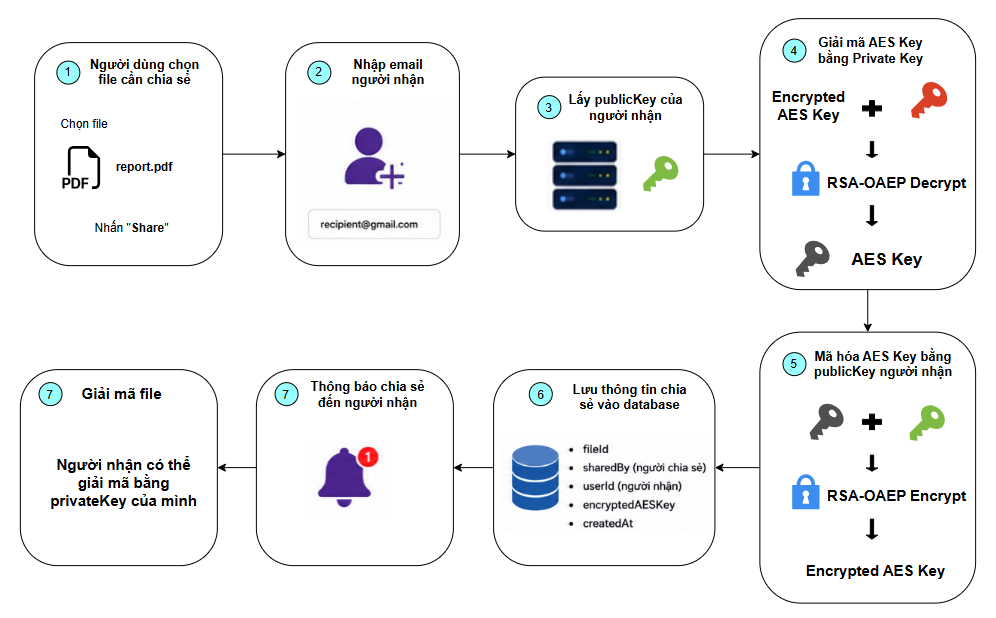 1
Người dùng chọn
file cần chia sẻ
Chọn file
PDF
report.pdf
Nhấn "Share"
2
Nhập email
người nhận
recipient@gmail.com
3
Lấy publicKey của
người nhận
4
Giải mã AES Key
bằng Private Key
Encrypted
AES Key
RSA-OAEP Decrypt
AES Key
5
Mã hóa AES Key bằng
publicKey người nhận
RSA-OAEP Encrypt
Encrypted AES Key
6
Lưu thông tin chia
sẻ vào database
• fileId
• sharedBy (người chia sẻ)
• userId (người nhận)
• encryptedAESKey
• createdAt
7
Thông báo chia sẻ
đến người nhận
1
7
Giải mã file
Người nhận có thể
giải mã bằng
privateKey của mình